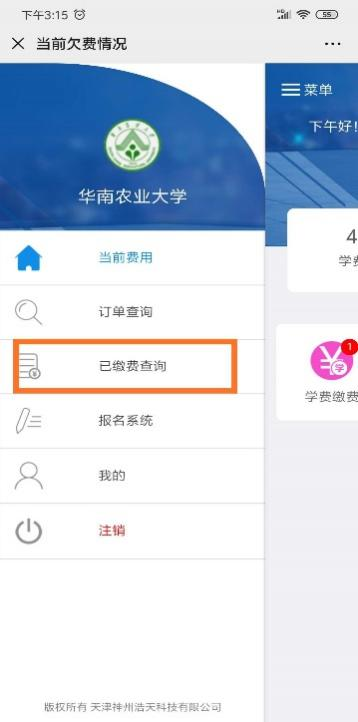 下午3:15
HD
55
当前欠费情况
菜单
下午好!
华南农业大学
4
学费
当前费用
订单查询
已缴费查询
1
学
学费缴费
报名系统
我的
注销
版权所有 天津神州浩天科技有限公司